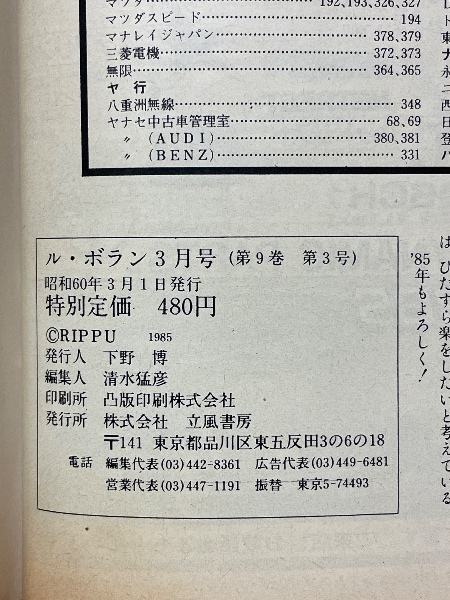 マツダ…………192,193,326,327
マツダスピード…………194
マナレイジャパン…………378,379
三菱電機…………372,373
無限…………364,365
ヤ 行
八重洲無線…………348
ヤナセ中古車管理室…………68,69
〃 (AUDI)…………380,381
〃 (BENZ)…………331
は、ひたすら楽をしたいと考えている
'85年もよろしく!
ル・ボラン3月号(第9巻 第3号)
昭和60年3月1日発行
特別定価 480円
©RIPPU 1985
発行人 下野 博
編集人 清水猛彦
印刷所 凸版印刷株式会社
発行所 株式会社 立風書房
〒141 東京都品川区東五反田3の6の18
電話 編集代表(03)442-8361 広告代表(03)449-6481
営業代表(03)447-1191 振替 東京5-74493